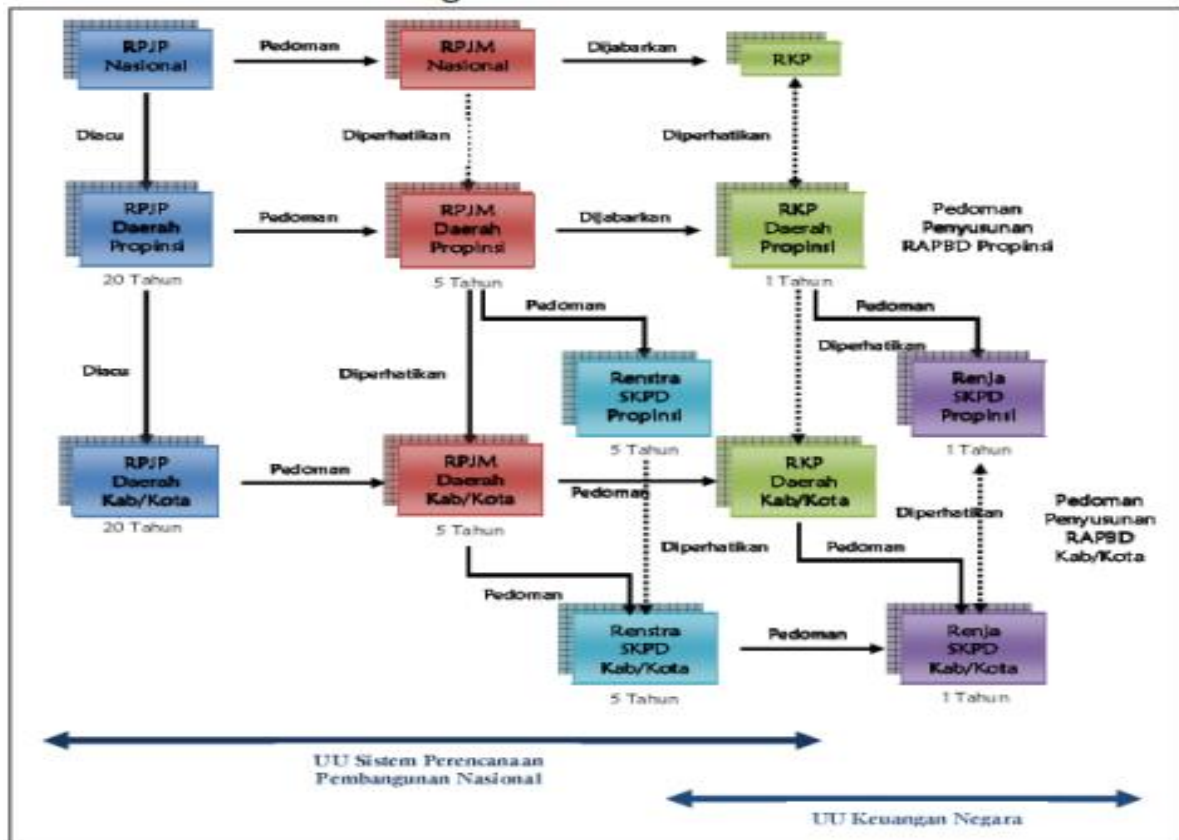 RPJP
Nasional
Pedoman
RPJM
Nasional
Dijabarkan
RKP
Diacu
Diperhatikan
Diperhatikan
RPJP
Daerah
Propinsi
20 Tahun
Pedoman
RPJM
Daerah
Propinsi
5 Tahun
Dijabarkan
RKP
Daerah
Propinsi
1 Tahun
Pedoman
Penyusunan
RAPBD Propinsi
Pedoman
Pedoman
Diacu
Diperhatikan
Renstra
SKPD
Propinsi
5 Tahun
Diperhatikan
Renja
SKPD
Propinsi
1 Tahun
RPJP
Daerah
Kab/Kota
20 Tahun
Pedoman
RPJM
Daerah
Kab/Kota
5 Tahun
Pedoman
RKP
Daerah
Kab/Kota
Diperhatikan
Pedoman
Penyusunan
RAPBD
Kab/Kota
Diperhatikan
Pedoman
Pedoman
Renstra
SKPD
Kab/Kota
5 Tahun
Pedoman
Renja
SKPD
Kab/Kota
1 Tahun
UU Sistem Perencanaan
Pembangunan Nasional
UU Keuangan Negara